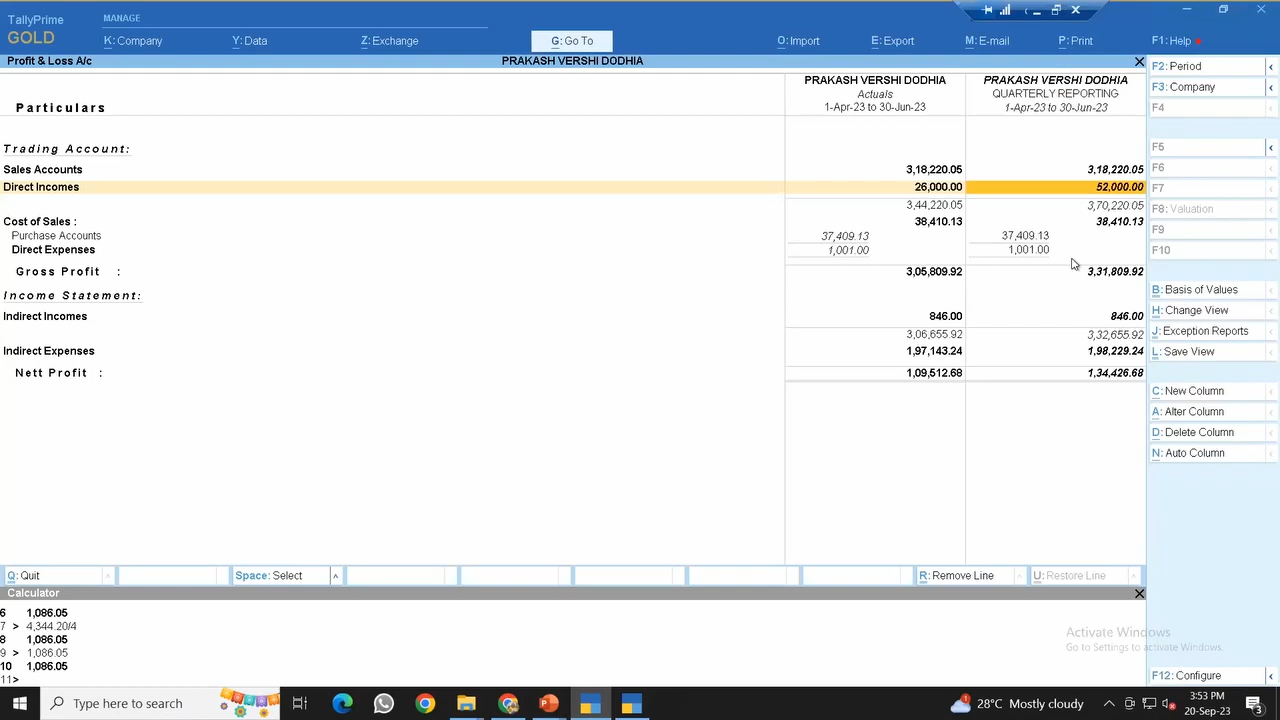 TallyPrime
GOLD
MANAGE
K: Company Y: Data Z: Exchange G: Go To O: Import E: Export M: E-mail P: Print F1: Help
Profit & Loss A/c PRAKASH VERSHI DODHIA
Particulars
PRAKASH VERSHI DODHIA PRAKASH VERSHI DODHIA
Actuals QUARTERLY REPORTING
1-Apr-23 to 30-Jun-23 1-Apr-23 to 30-Jun-23
Trading Account:
Sales Accounts 3,18,220.05 3,18,220.05
Direct Incomes 26,000.00 52,000.00
3,44,220.05 3,70,220.05
Cost of Sales : 38,410.13 38,410.13
Purchase Accounts 37,409.13 37,409.13
Direct Expenses 1,001.00 1,001.00
Gross Profit : 3,05,809.92 3,31,809.92
Income Statement:
Indirect Incomes 846.00 846.00
3,06,655.92 3,32,655.92
Indirect Expenses 1,97,143.24 1,98,229.24
Nett Profit : 1,09,512.68 1,34,426.68
F2: Period
F3: Company
F4
F5
F6
F7
F8: Valuation
F9
F10
B: Basis of Values
H: Change View
J: Exception Reports
L: Save View
C: New Column
A: Alter Column
D: Delete Column
N: Auto Column
Q: Quit Space: Select R: Remove Line U: Restore Line
Calculator
6 1,086.05
7 > 4,344.20/4
8 1,086.05
9 > 1,086.05
10 1,086.05
11>
Activate Windows
Go to Settings to activate Windows.
F12: Configure
Type here to search
28°C Mostly cloudy
3:53 PM
20-Sep-23
3